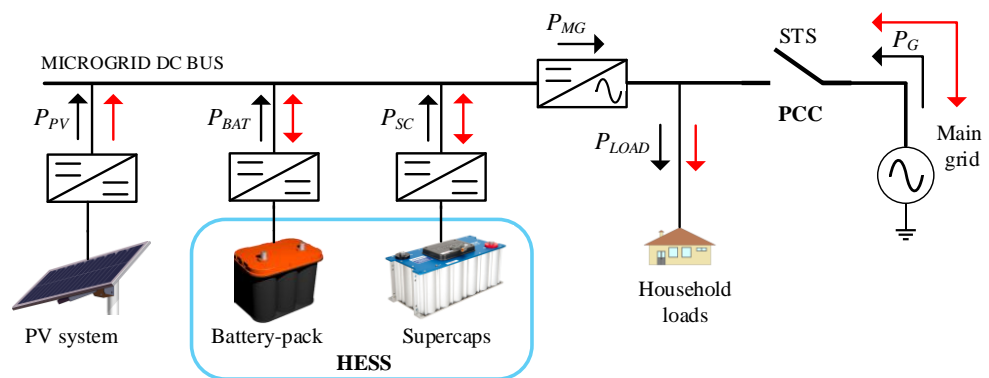 P_MG
STS
P_G
MICROGRID DC BUS
PCC
P_PV
P_BAT
P_SC
P_LOAD
Main
grid
Household
loads
PV system
Battery-pack
Supercaps
HESS